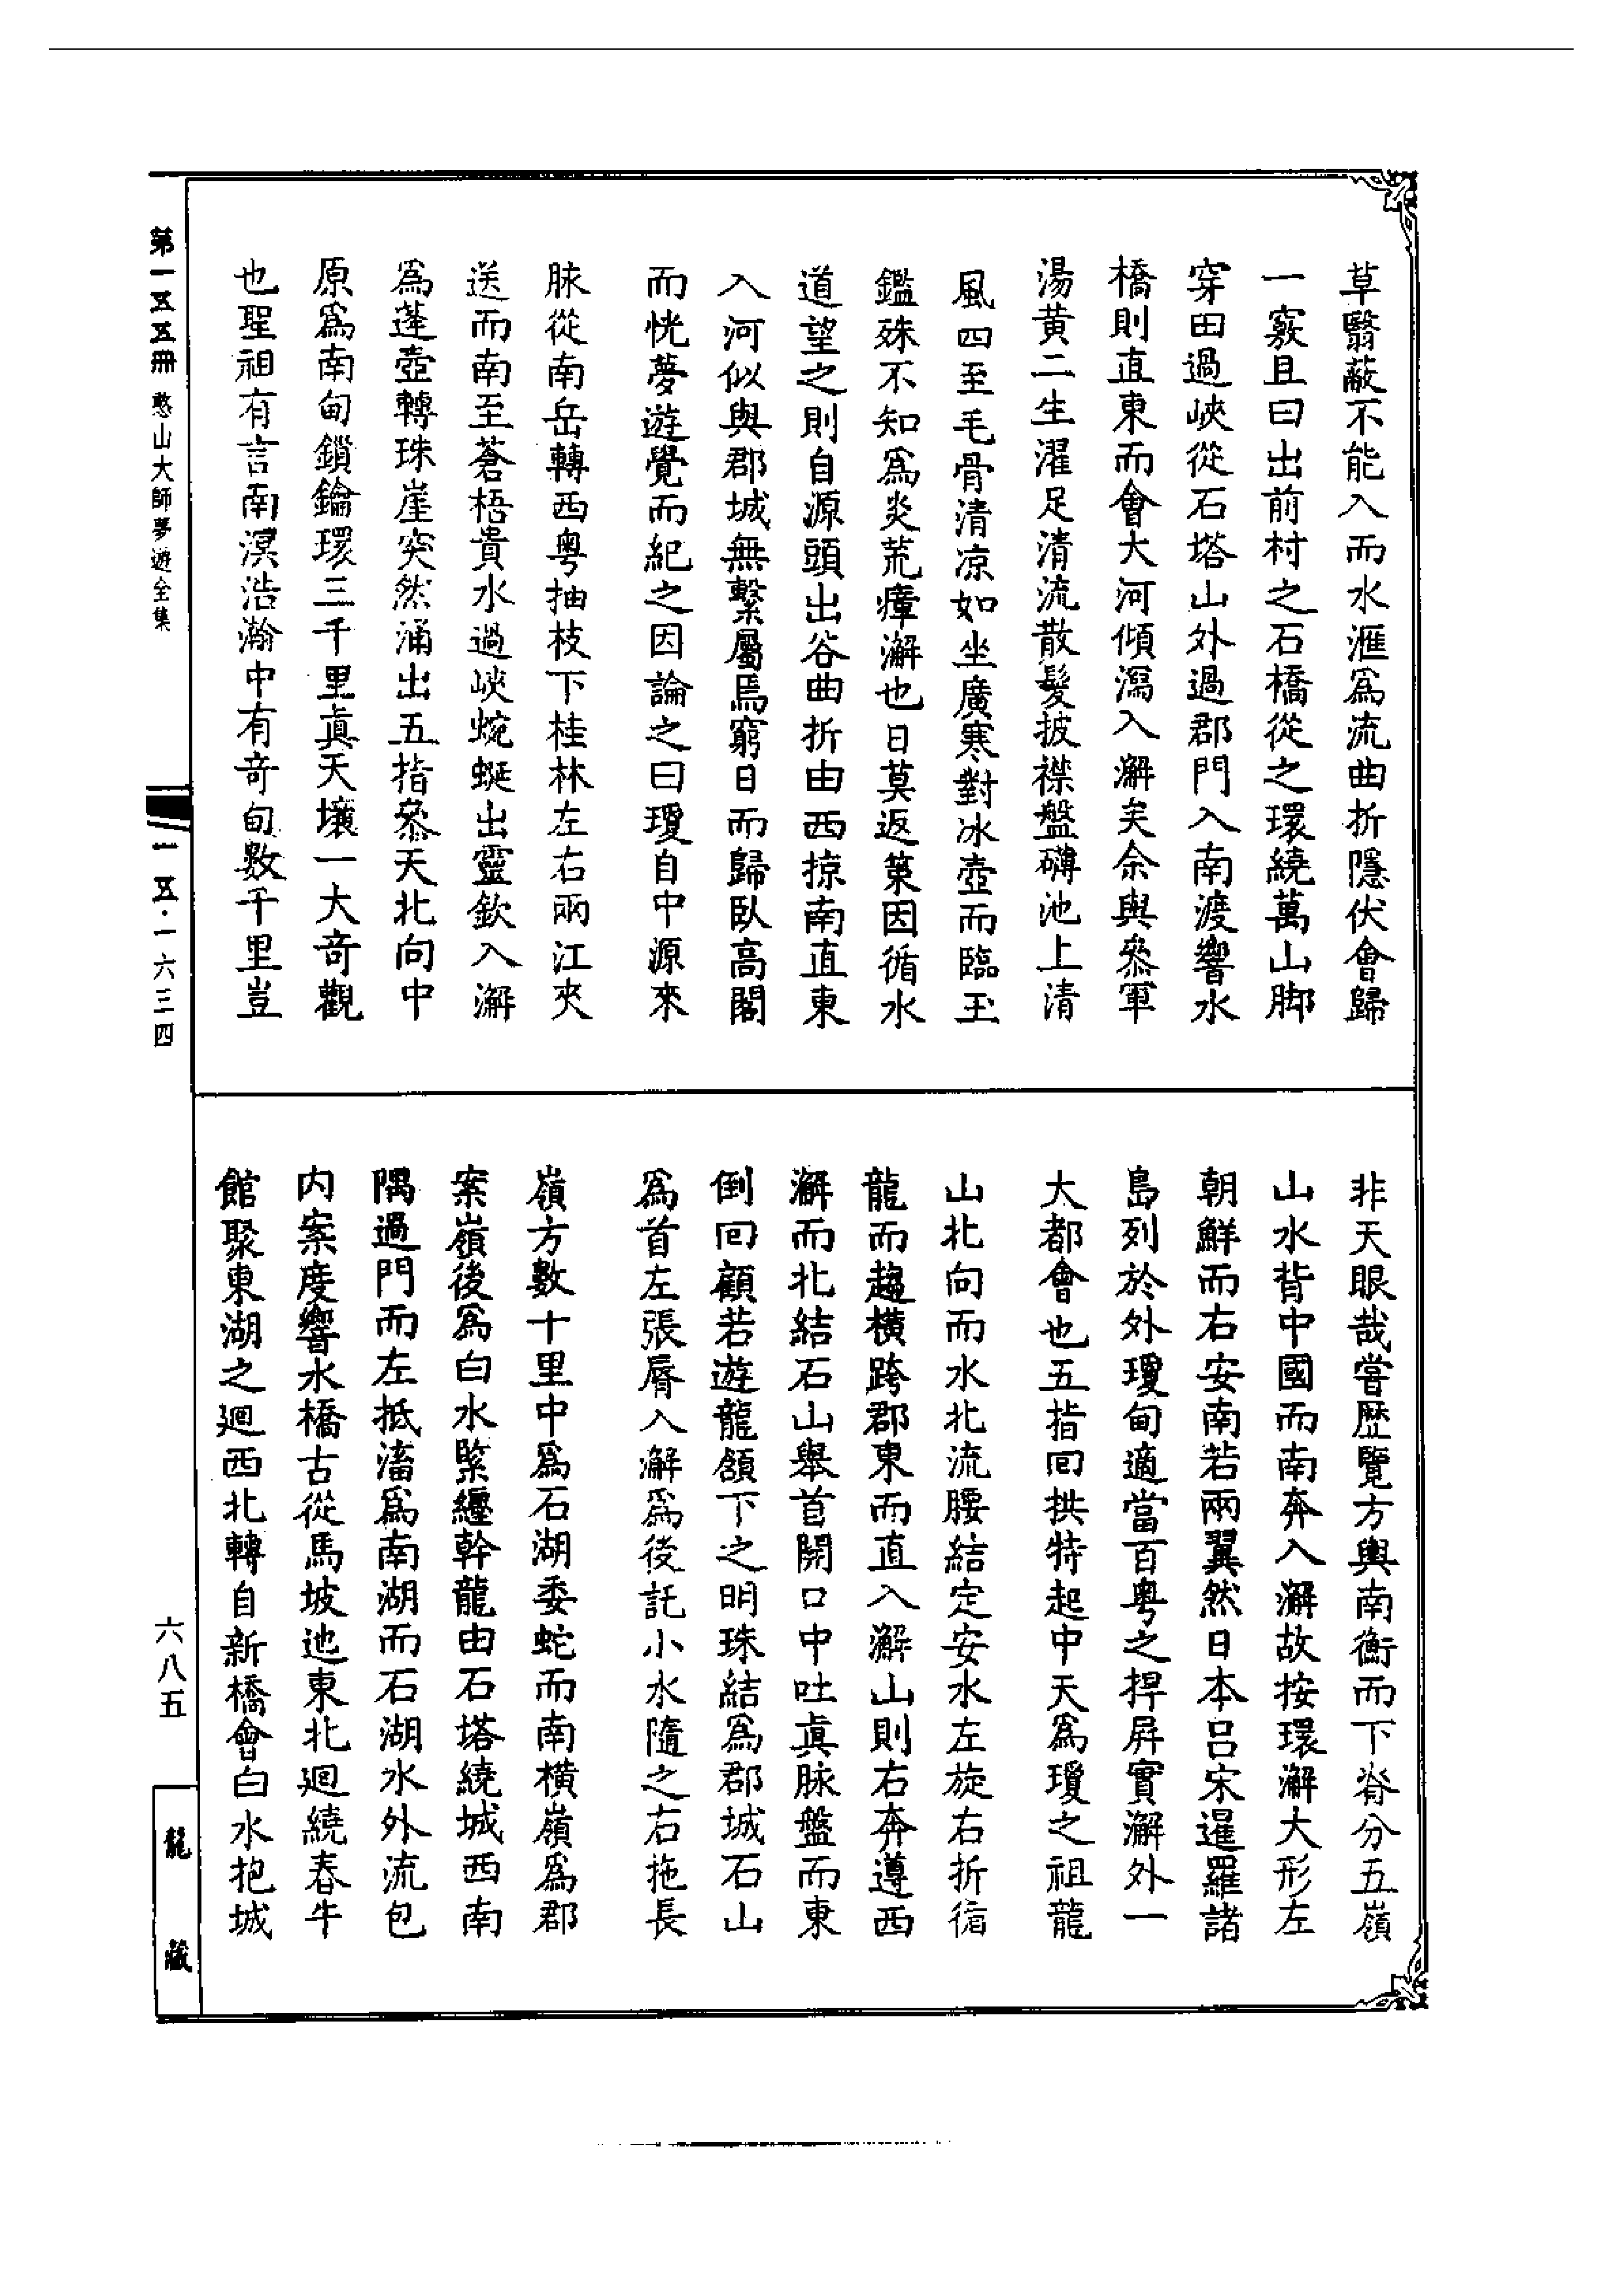 草翳蔽不能入而水滙爲流曲折隱伏會歸
一竅且曰出前村之石橋從之環繞萬山脚
穿田過峽從石塔山外過郡門入南渡響水
橋則直東而會大河傾瀉入澥矣余與叅軍
湯黃二生濯足清流散髮披襟盤礴池上清
風四至毛骨清凉如坐廣寒對冰壺而臨玉
鑑殊不知爲炎荒瘴澥也日莫返策因循水
道望之則自源頭出谷曲折由西掠南直東
入河似與郡城無繫屬焉窮日而歸臥高閣
而恍夢遊覺而紀之因論之曰瓊自中源來
脉從南岳轉西粤抽枝下桂林左右兩江夾
送而南至蒼梧貴水過峽蜿蜒出靈欽入澥
爲蓬壺轉珠崖突然涌出五指叅天北向中
原爲南甸鎖鑰環三千里眞天壤一大奇觀
也聖祖有言南溟浩瀚中有奇甸數千里豈
非天眼哉嘗歷覽方輿南衡而下脊分五嶺
山水背中國而南奔入澥故按環澥大形左
朝鮮而右安南若兩翼然日本呂宋暹羅諸
島列於外瓊甸適當百粤之捍屏實澥外一
大都會也五指回拱特起中天爲瓊之祖龍
山北向而水北流腰結定安水左旋右折循
龍而趨橫跨郡東而直入澥山則右奔遵西
澥而北結石山舉首開口中吐眞脉盤而東
倒回顧若遊龍頷下之明珠結爲郡城石山
爲首左張脣入澥爲後託小水隨之右拖長
嶺方數十里中爲石湖委蛇而南橫嶺爲郡
案嶺後爲白水緊纏幹龍由石塔繞城西南
隅過門而左抵滀爲南湖而石湖水外流包
内案度響水橋古從馬坡迆東北迴繞春牛
館聚東湖之迴西北轉自新橋會白水抱城
第一五五冊 憨山大師夢遊全集
一一五·一六三四
六八五
龍藏